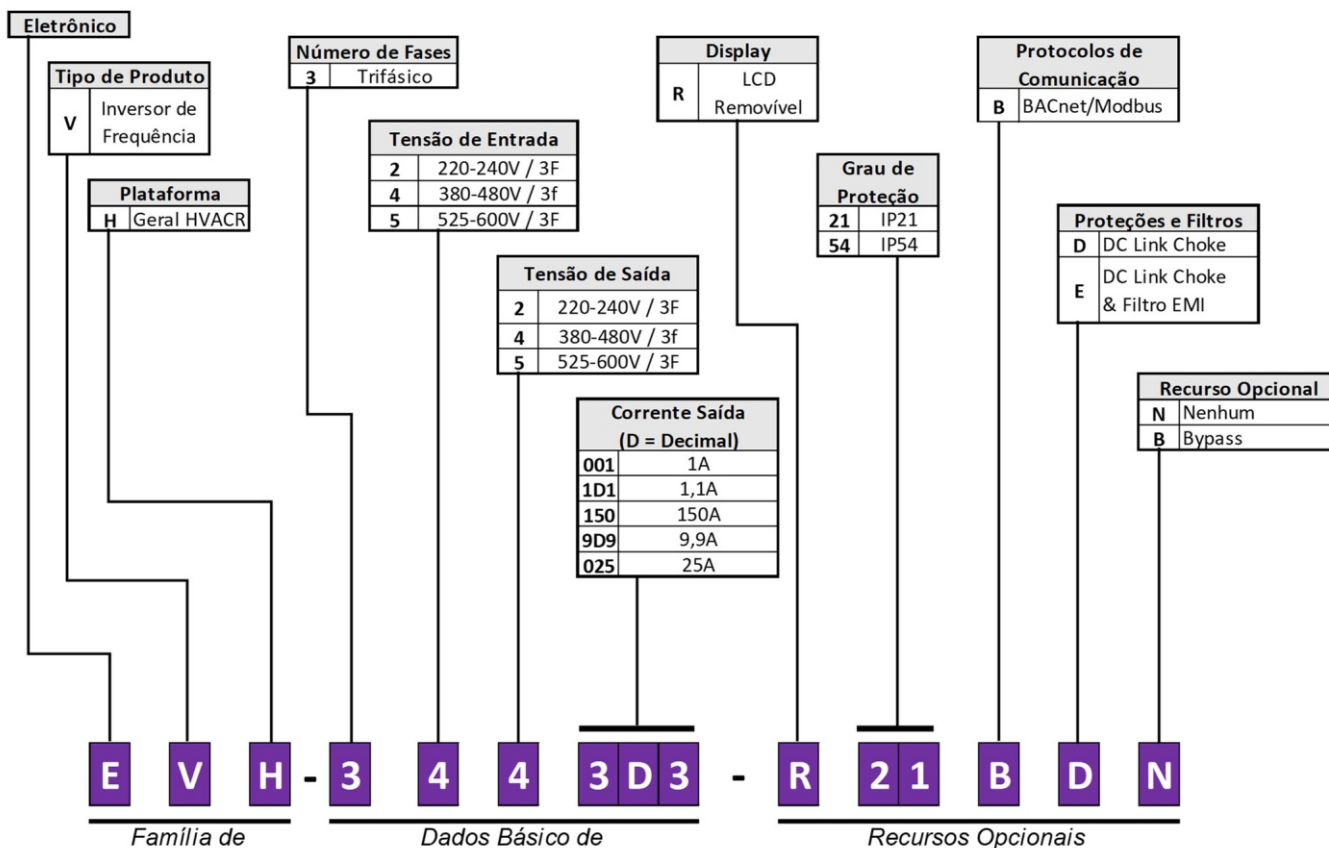 Eletrônico
Tipo de Produto
V Inversor de
Frequência
Plataforma
H Geral HVACR
Número de Fases
3 Trifásico
Tensão de Entrada
2 220-240V / 3F
4 380-480V / 3f
5 525-600V / 3F
Tensão de Saída
2 220-240V / 3F
4 380-480V / 3f
5 525-600V / 3F
Corrente Saída
(D = Decimal)
001 1A
1D1 1,1A
150 150A
9D9 9,9A
025 25A
Display
R LCD
Removível
Grau de
Proteção
21 IP21
54 IP54
Protocolos de
Comunicação
B BACnet/Modbus
Proteções e Filtros
D DC Link Choke
E DC Link Choke
& Filtro EMI
Recurso Opcional
N Nenhum
B Bypass
E V H - 3 4 4 3 D 3 - R 2 1 B D N
Família de
Dados Básico de
Recursos Opcionais